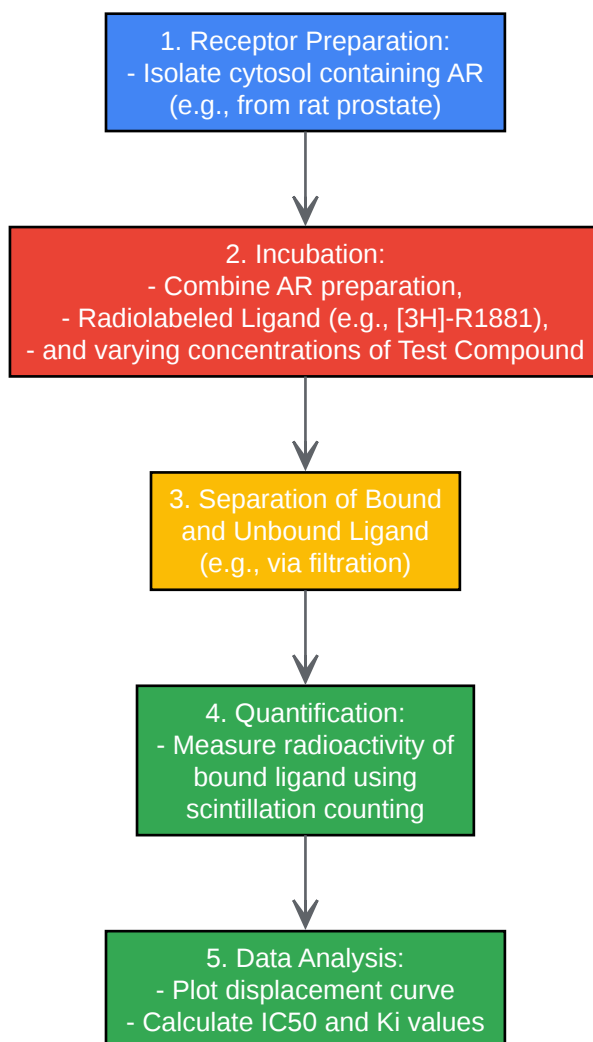 1. Receptor Preparation:
- Isolate cytosol containing AR
(e.g., from rat prostate)
2. Incubation:
- Combine AR preparation,
- Radiolabeled Ligand (e.g., [3H]-R1881),
- and varying concentrations of Test Compound
3. Separation of Bound
and Unbound Ligand
(e.g., via filtration)
4. Quantification:
- Measure radioactivity of
bound ligand using
scintillation counting
5. Data Analysis:
- Plot displacement curve
- Calculate IC50 and Ki values